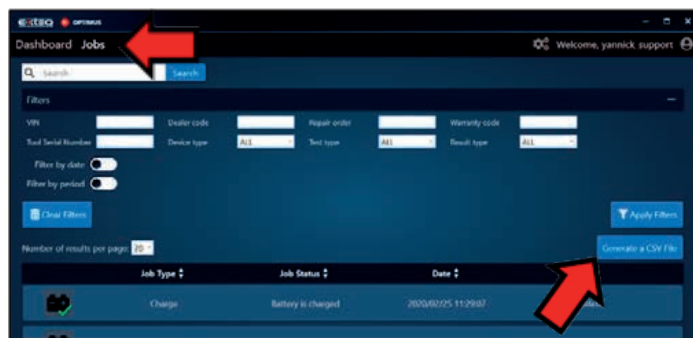 exteq OPTIMUS
Dashboard Jobs Welcome, yannick support
Search Search
Filters
VIN Dealer code Repair order Warranty code
Tool Serial Number Device type ALL Test type ALL Result type ALL
Filter by date
Filter by period
Clear Filters Apply Filters
Number of results per page: 20 Generate a CSV File
Job Type Job Status Date
Charge Battery is charged 2020/02/25 11:29:07